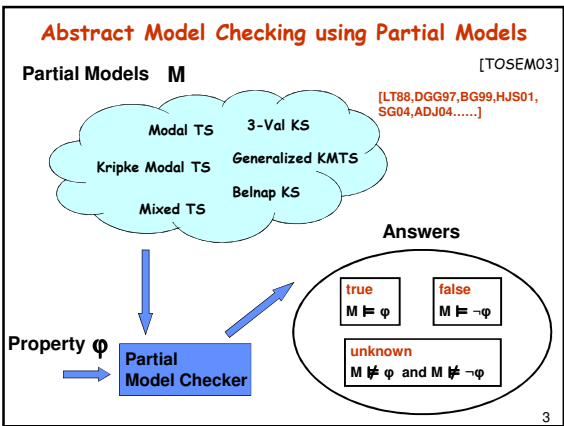 Abstract Model Checking using Partial Models
[TOSEM03]
Partial Models M
[LT88,DGG97,BG99,HJS01,
SG04,ADJ04......]
Modal TS
3-Val KS
Kripke Modal TS
Generalized KMTS
Belnap KS
Mixed TS
Answers
true
M ⊨ φ
false
M ⊨ ¬φ
unknown
M ⊭ φ and M ⊭ ¬φ
Property φ
Partial
Model Checker
3